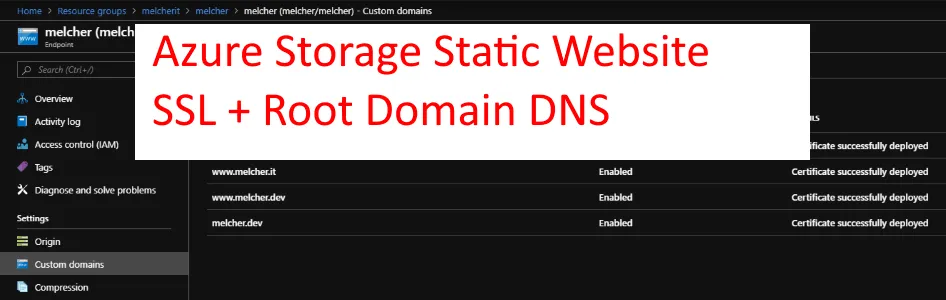 Home > Resource groups > melcherit > melcher > melcher (melcher/melcher) - Custom domains
melcher (melch
Endpoint
Azure Storage Static Website
SSL + Root Domain DNS
Search (Ctrl+/)
Overview
Activity log
Access control (IAM)
Tags
Diagnose and solve problems
Settings
Origin
Custom domains
Compression
Certificate successfully deployed
www.melcher.it Enabled Certificate successfully deployed
www.melcher.dev Enabled Certificate successfully deployed
melcher.dev Enabled Certificate successfully deployed